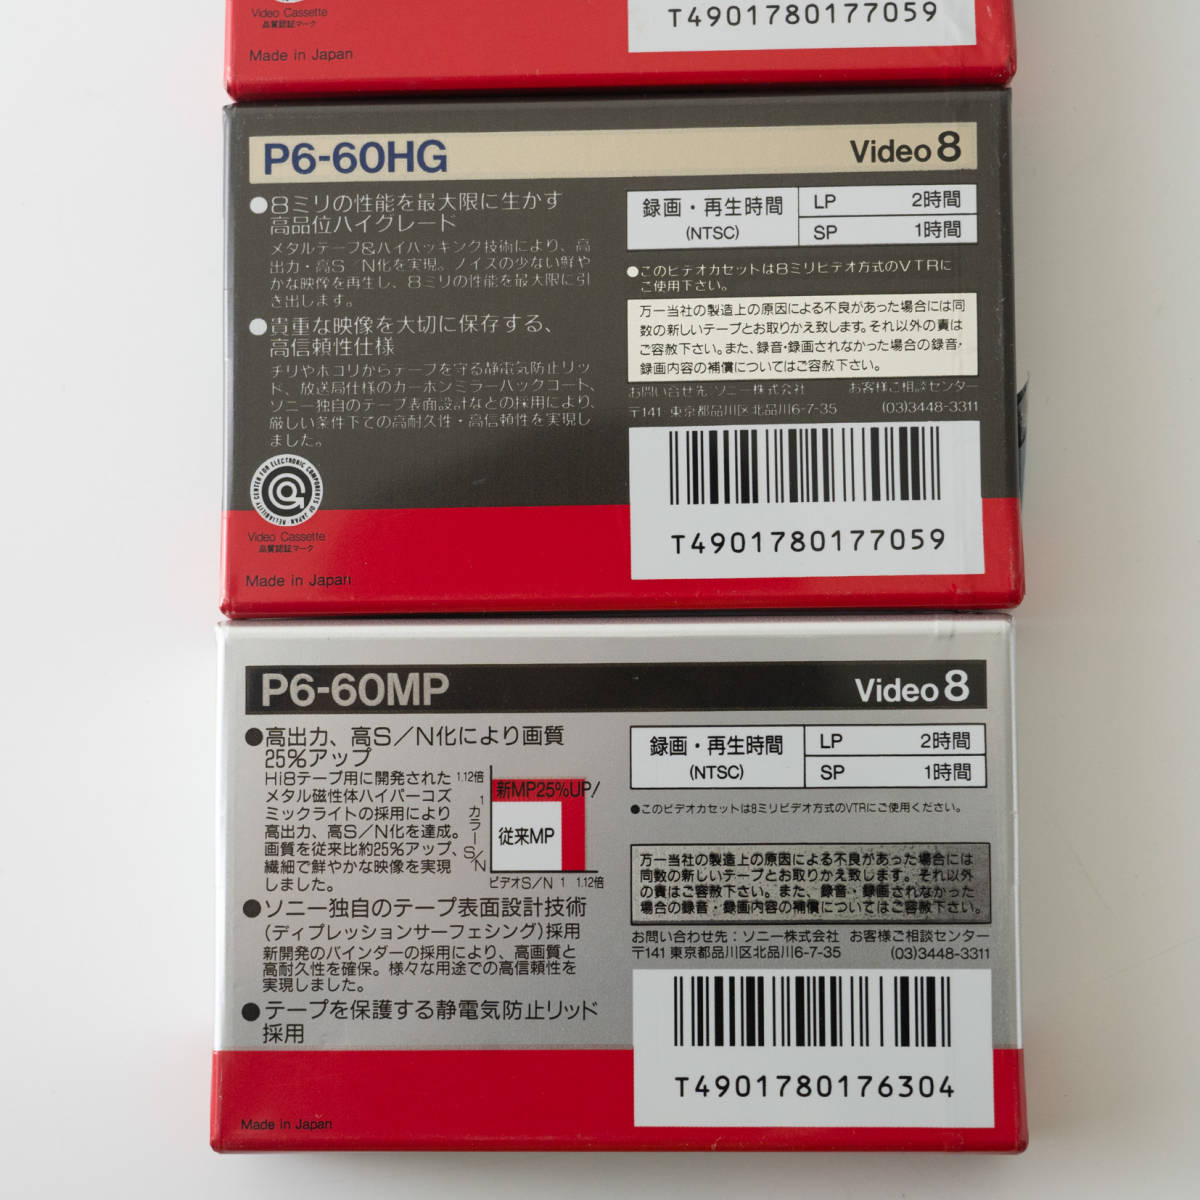 Video Cassette
品質認証マーク
Made in Japan
T4901780177059
P6-60HG
Video 8
●8ミリの性能を最大限に生かす
高品位ハイグレード
メタルテープ&ハイパッキング技術により、高
出力・高S/N化を実現。ノイズの少ない鮮や
かな映像を再生し、8ミリの性能を最大限に引
き出します。
●貴重な映像を大切に保存する、
高信頼性仕様
チリやホコリからテープを守る静電気防止リッ
ド、放送局仕様のカーボンミラーバックコート、
ソニー独自のテープ表面設計などの採用により、
厳しい条件下での高耐久性・高信頼性を実現し
ました。
RELIABILITY CENTER FOR ELECTRONIC COMPONENTS OF JAPAN
Video Cassette
品質認証マーク
Made in Japan
録画・再生時間
(NTSC)
LP 2時間
SP 1時間
●このビデオカセットは8ミリビデオ方式のVTRに
ご使用下さい。
万一当社の製造上の原因による不良があった場合には同
数の新しいテープとお取りかえ致します。それ以外の責は
ご容赦下さい。また、録音・録画されなかった場合の録音・
録画内容の補償についてはご容赦下さい。
お問い合せ先:ソニー株式会社 お客様ご相談センター
〒141 東京都品川区北品川6-7-35 (03)3448-3311
T4901780177059
P6-60MP
Video 8
●高出力、高S/N化により画質
25%アップ
Hi8テープ用に開発された
メタル磁性体ハイパーコズ
ミックライトの採用により
高出力、高S/N化を達成。
画質を従来比約25%アップ、
繊細で鮮やかな映像を実現
しました。
1.12倍
1
カラーS/N
新MP25%UP/
従来MP
ビデオS/N 1 1.12倍
●ソニー独自のテープ表面設計技術
(ディプレッションサーフェシング)採用
新開発のバインダーの採用により、高画質と
高耐久性を確保。様々な用途での高信頼性を
実現しました。
●テープを保護する静電気防止リッド
採用
Made in Japan
録画・再生時間
(NTSC)
LP 2時間
SP 1時間
●このビデオカセットは8ミリビデオ方式のVTRにご使用ください。
万一当社の製造上の原因による不良があった場合には
同数の新しいテープとお取りかえ致します。それ以外
の責はご容赦下さい。また、録音・録画されなかった
場合の録音・録画内容の補償についてはご容赦下さい。
お問い合わせ先:ソニー株式会社 お客様ご相談センター
〒141 東京都品川区北品川6-7-35 (03)3448-3311
T4901780176304